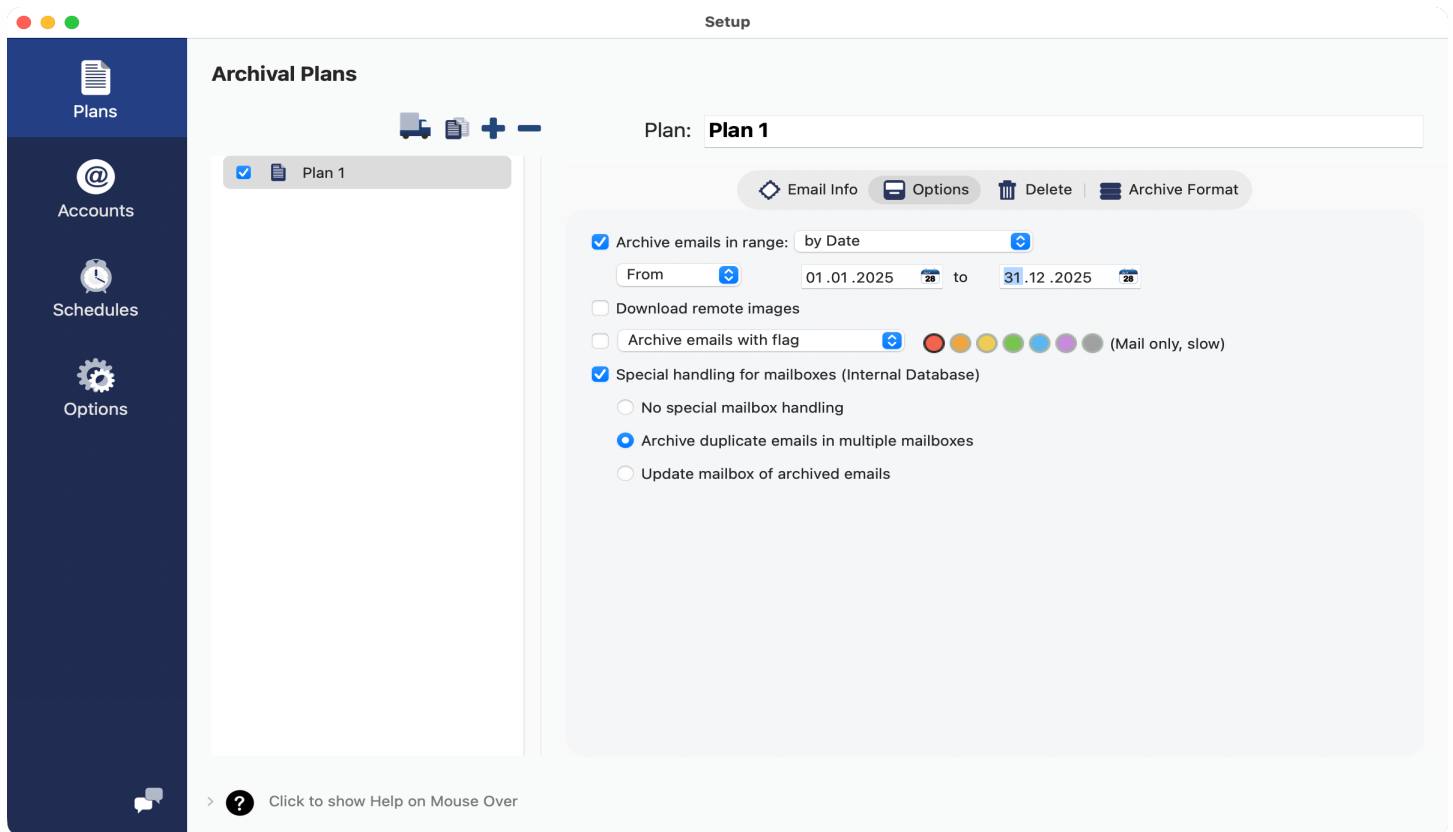 Setup
Plans
Accounts
Schedules
Options
Archival Plans
Plan 1
Plan: Plan 1
Email Info Options Delete Archive Format
Archive emails in range: by Date
From 01.01.2025 28 to 31.12.2025 28
Download remote images
Archive emails with flag (Mail only, slow)
Special handling for mailboxes (Internal Database)
No special mailbox handling
Archive duplicate emails in multiple mailboxes
Update mailbox of archived emails
? Click to show Help on Mouse Over